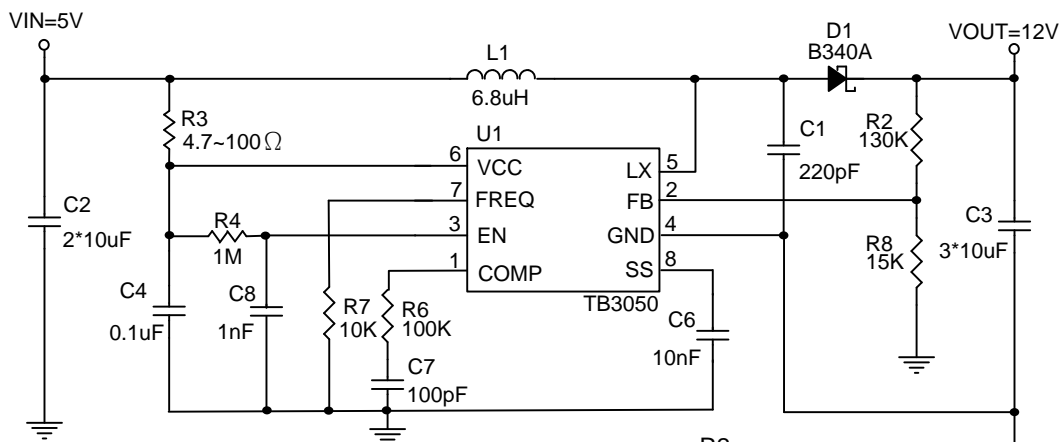 VIN=5V
L1
6.8uH
D1
B340A
VOUT=12V
R3
4.7~100Ω
U1
C1
220pF
R2
130K
6
VCC
LX
5
7
FREQ
FB
2
C2
2*10uF
R4
1M
3
EN
GND
4
C3
3*10uF
R8
15K
1
COMP
SS
8
TB3050
C4
0.1uF
C8
1nF
R7
10K
R6
100K
C6
10nF
C7
100pF